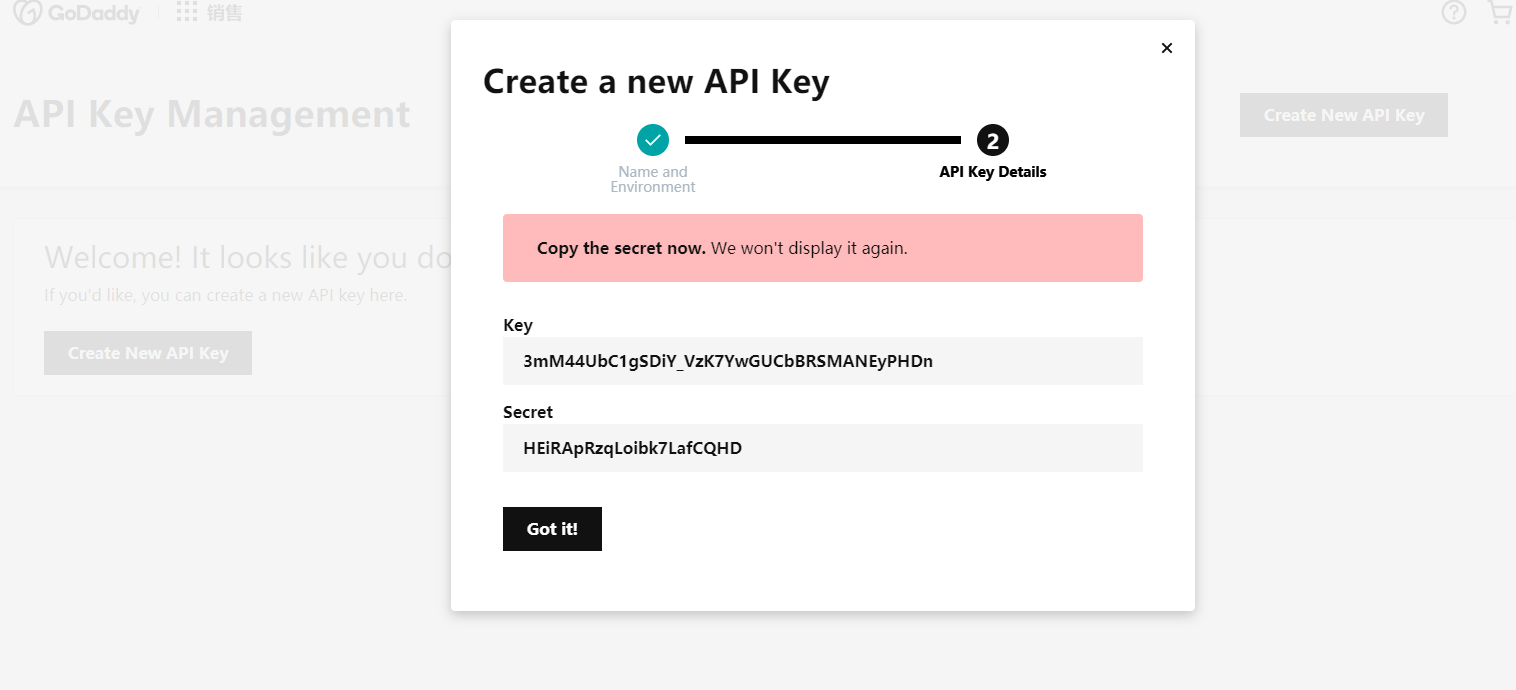 GoDaddy 销售
Create a new API Key
API Key Management
Create New API Key
2
Name and
Environment
API Key Details
Copy the secret now. We won't display it again.
Welcome! It looks like you do
If you'd like, you can create a new API key here.
Create New API Key
Key
3mM44UbC1gSDiY_VzK7YwGUCbBRSMANEyPHDn
Secret
HEiRApRzqLoibk7LafCQHD
Got it!